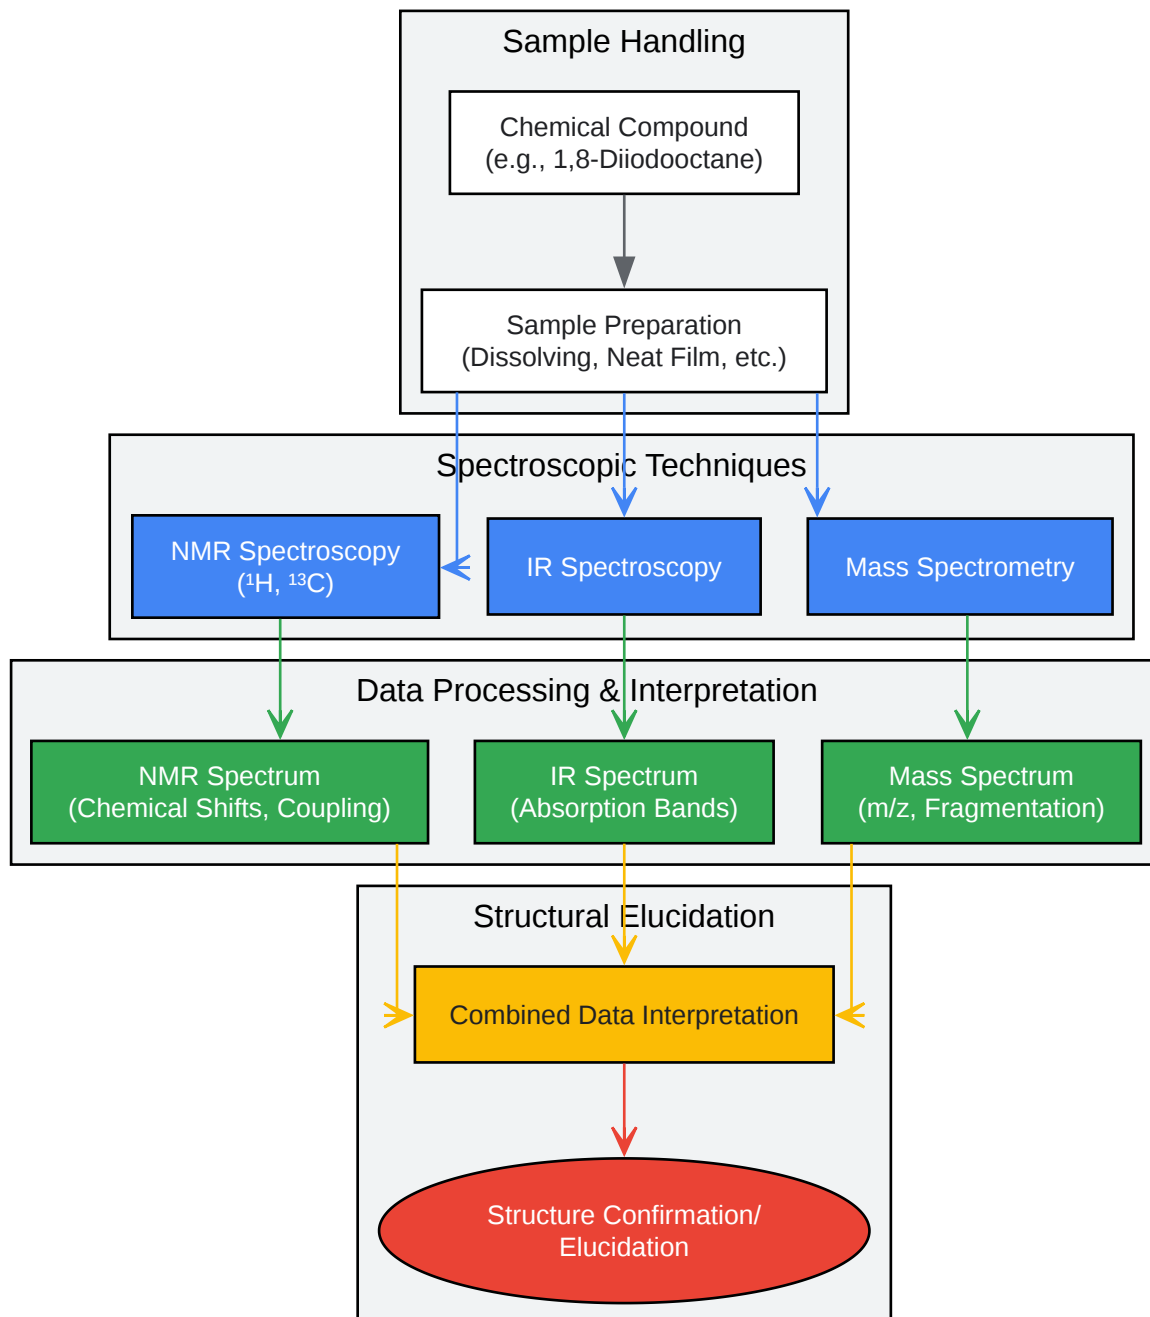 Sample Handling
Chemical Compound
(e.g., 1,8-Diiodooctane)
Sample Preparation
(Dissolving, Neat Film, etc.)
Spectroscopic Techniques
NMR Spectroscopy
(¹H, ¹³C)
IR Spectroscopy
Mass Spectrometry
Data Processing & Interpretation
NMR Spectrum
(Chemical Shifts, Coupling)
IR Spectrum
(Absorption Bands)
Mass Spectrum
(m/z, Fragmentation)
Structural Elucidation
Combined Data Interpretation
Structure Confirmation/
Elucidation